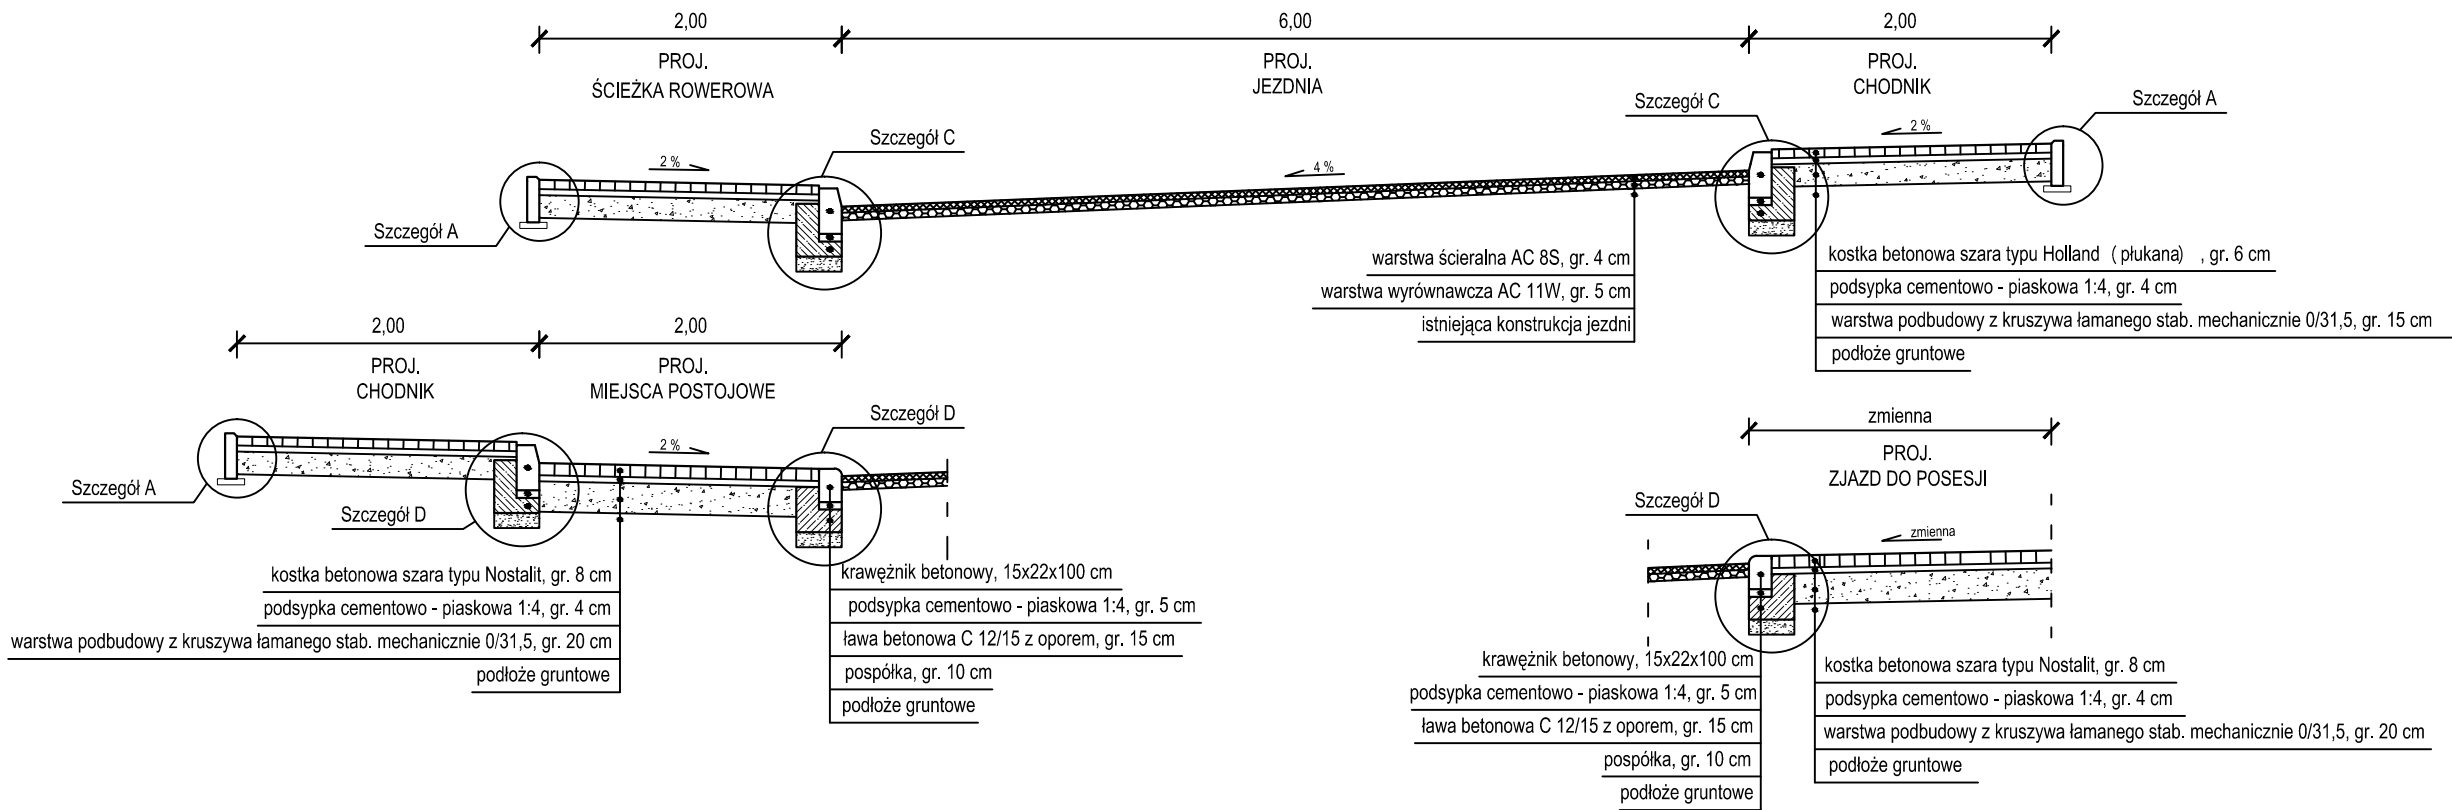 2,00
6,00
2,00
PROJ.
ŚCIEŻKA ROWEROWA
PROJ.
JEZDNIA
PROJ.
CHODNIK
Szczegół C
Szczegół A
Szczegół C
2 %
2 %
4 %
Szczegół A
warstwa ścieralna AC 8S, gr. 4 cm
warstwa wyrównawcza AC 11W, gr. 5 cm
istniejąca konstrukcja jezdni
kostka betonowa szara typu Holland ( płukana) , gr. 6 cm
podsypka cementowo - piaskowa 1:4, gr. 4 cm
warstwa podbudowy z kruszywa łamanego stab. mechanicznie 0/31,5, gr. 15 cm
podłoże gruntowe
2,00
2,00
PROJ.
CHODNIK
PROJ.
MIEJSCA POSTOJOWE
Szczegół D
2 %
Szczegół A
Szczegół D
kostka betonowa szara typu Nostalit, gr. 8 cm
podsypka cementowo - piaskowa 1:4, gr. 4 cm
warstwa podbudowy z kruszywa łamanego stab. mechanicznie 0/31,5, gr. 20 cm
podłoże gruntowe
krawężnik betonowy, 15x22x100 cm
podsypka cementowo - piaskowa 1:4, gr. 5 cm
ława betonowa C 12/15 z oporem, gr. 15 cm
pospółka, gr. 10 cm
podłoże gruntowe
zmienna
PROJ.
ZJAZD DO POSESJI
Szczegół D
zmienna
krawężnik betonowy, 15x22x100 cm
podsypka cementowo - piaskowa 1:4, gr. 5 cm
ława betonowa C 12/15 z oporem, gr. 15 cm
pospółka, gr. 10 cm
podłoże gruntowe
kostka betonowa szara typu Nostalit, gr. 8 cm
podsypka cementowo - piaskowa 1:4, gr. 4 cm
warstwa podbudowy z kruszywa łamanego stab. mechanicznie 0/31,5, gr. 20 cm
podłoże gruntowe